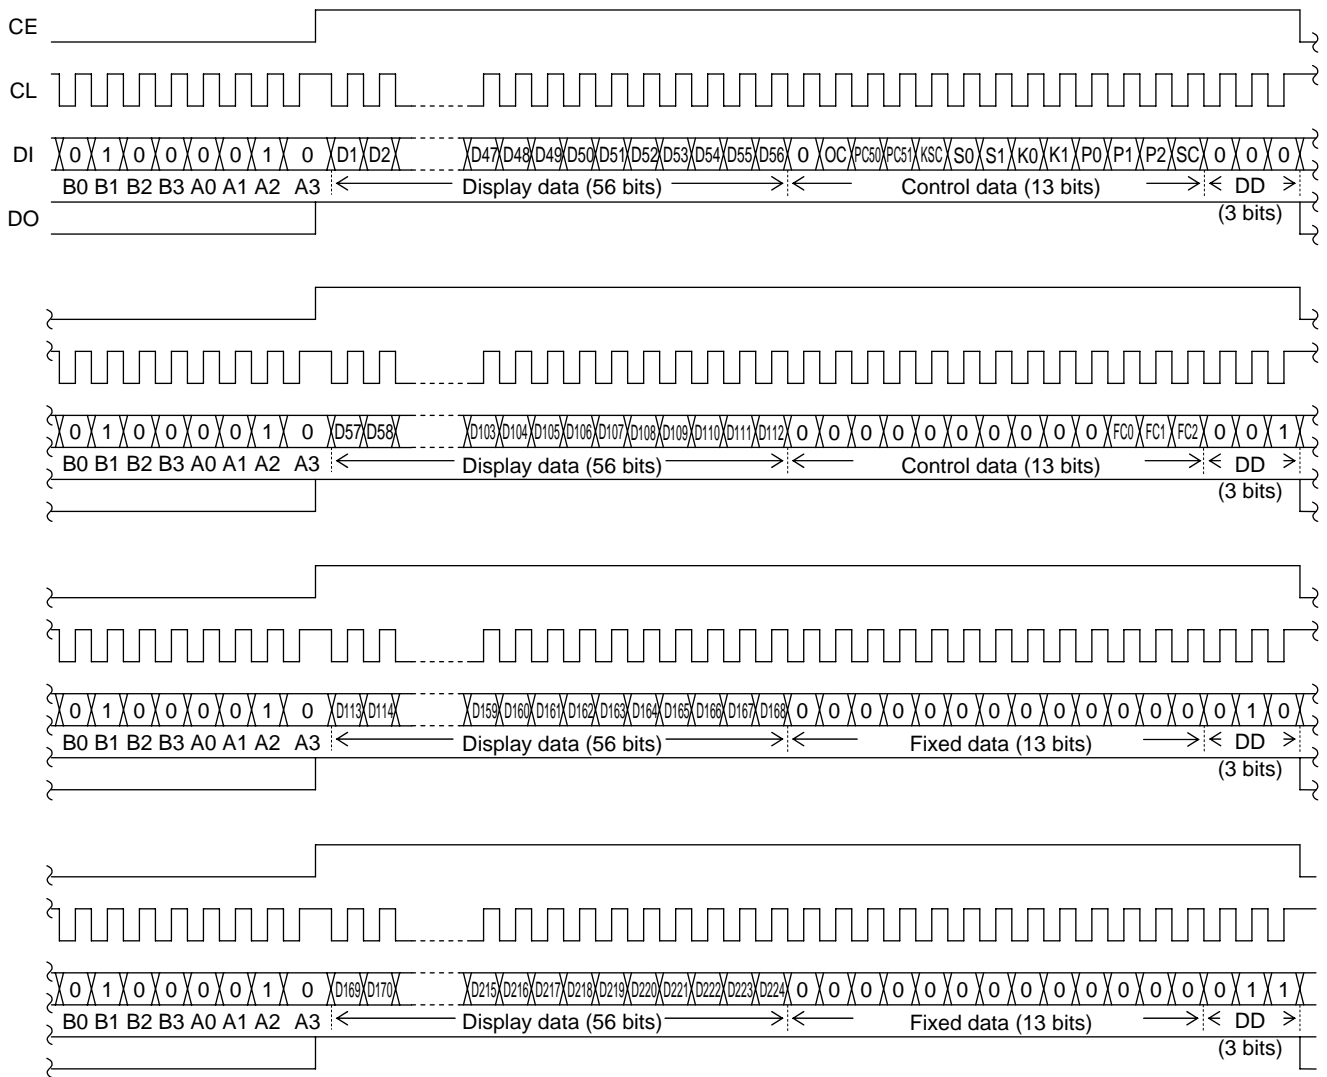 CE
CL
DI 0 1 0 0 0 0 1 0 D1 D2 D47 D48 D49 D50 D51 D52 D53 D54 D55 D56 0 OC PC50 PC51 KSC S0 S1 K0 K1 P0 P1 P2 SC 0 0 0
B0 B1 B2 B3 A0 A1 A2 A3 Display data (56 bits) Control data (13 bits) DD
(3 bits)
DO
0 1 0 0 0 0 1 0 D57 D58 D103 D104 D105 D106 D107 D108 D109 D110 D111 D112 0 0 0 0 0 0 0 0 0 0 FC0 FC1 FC2 0 0 1
B0 B1 B2 B3 A0 A1 A2 A3 Display data (56 bits) Control data (13 bits) DD
(3 bits)
0 1 0 0 0 0 1 0 D113 D114 D159 D160 D161 D162 D163 D164 D165 D166 D167 D168 0 0 0 0 0 0 0 0 0 0 0 0 0 0 1 0
B0 B1 B2 B3 A0 A1 A2 A3 Display data (56 bits) Fixed data (13 bits) DD
(3 bits)
0 1 0 0 0 0 1 0 D169 D170 D215 D216 D217 D218 D219 D220 D221 D222 D223 D224 0 0 0 0 0 0 0 0 0 0 0 0 0 0 1 1
B0 B1 B2 B3 A0 A1 A2 A3 Display data (56 bits) Fixed data (13 bits) DD
(3 bits)